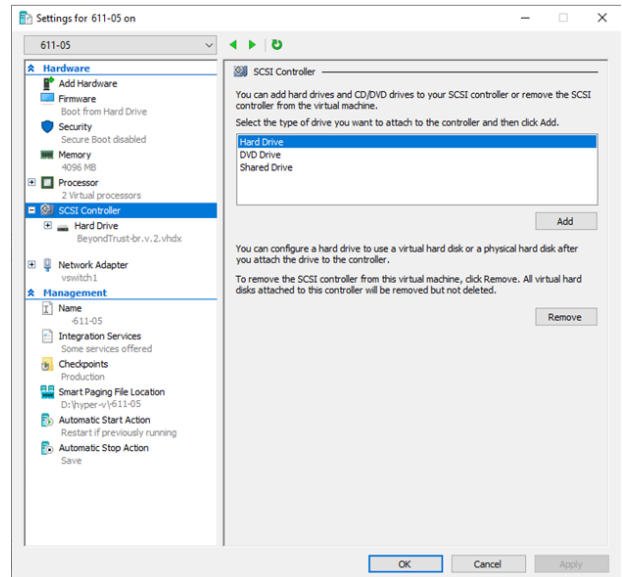 Settings for 611-05 on
611-05
Hardware
Add Hardware
Firmware
Boot from Hard Drive
Security
Secure Boot disabled
Memory
4096 MB
Processor
2 Virtual processors
SCSI Controller
Hard Drive
BeyondTrust-br.v.2.vhdx
Network Adapter
vswitch1
Management
Name
-611-05
Integration Services
Some services offered
Checkpoints
Production
Smart Paging File Location
D:\hyper-v\-611-05
Automatic Start Action
Restart if previously running
Automatic Stop Action
Save
SCSI Controller
You can add hard drives and CD/DVD drives to your SCSI controller or remove the SCSI
controller from the virtual machine.
Select the type of drive you want to attach to the controller and then click Add.
Hard Drive
DVD Drive
Shared Drive
Add
You can configure a hard drive to use a virtual hard disk or a physical hard disk after
you attach the drive to the controller.
To remove the SCSI controller from this virtual machine, click Remove. All virtual hard
disks attached to this controller will be removed but not deleted.
Remove
OK
Cancel
Apply